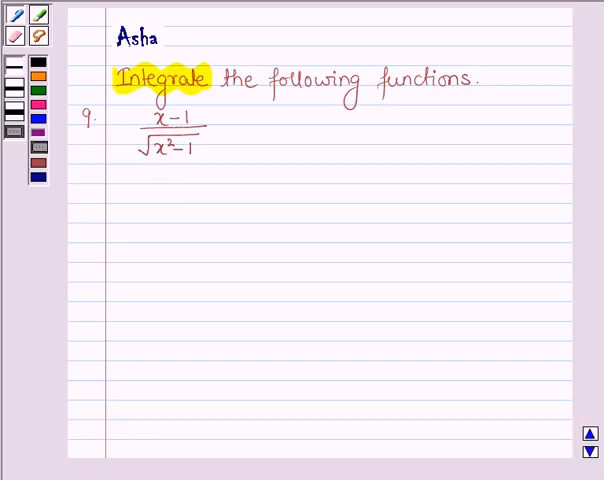 Asha
Integrate the following functions.
9. x-1
√x²-1